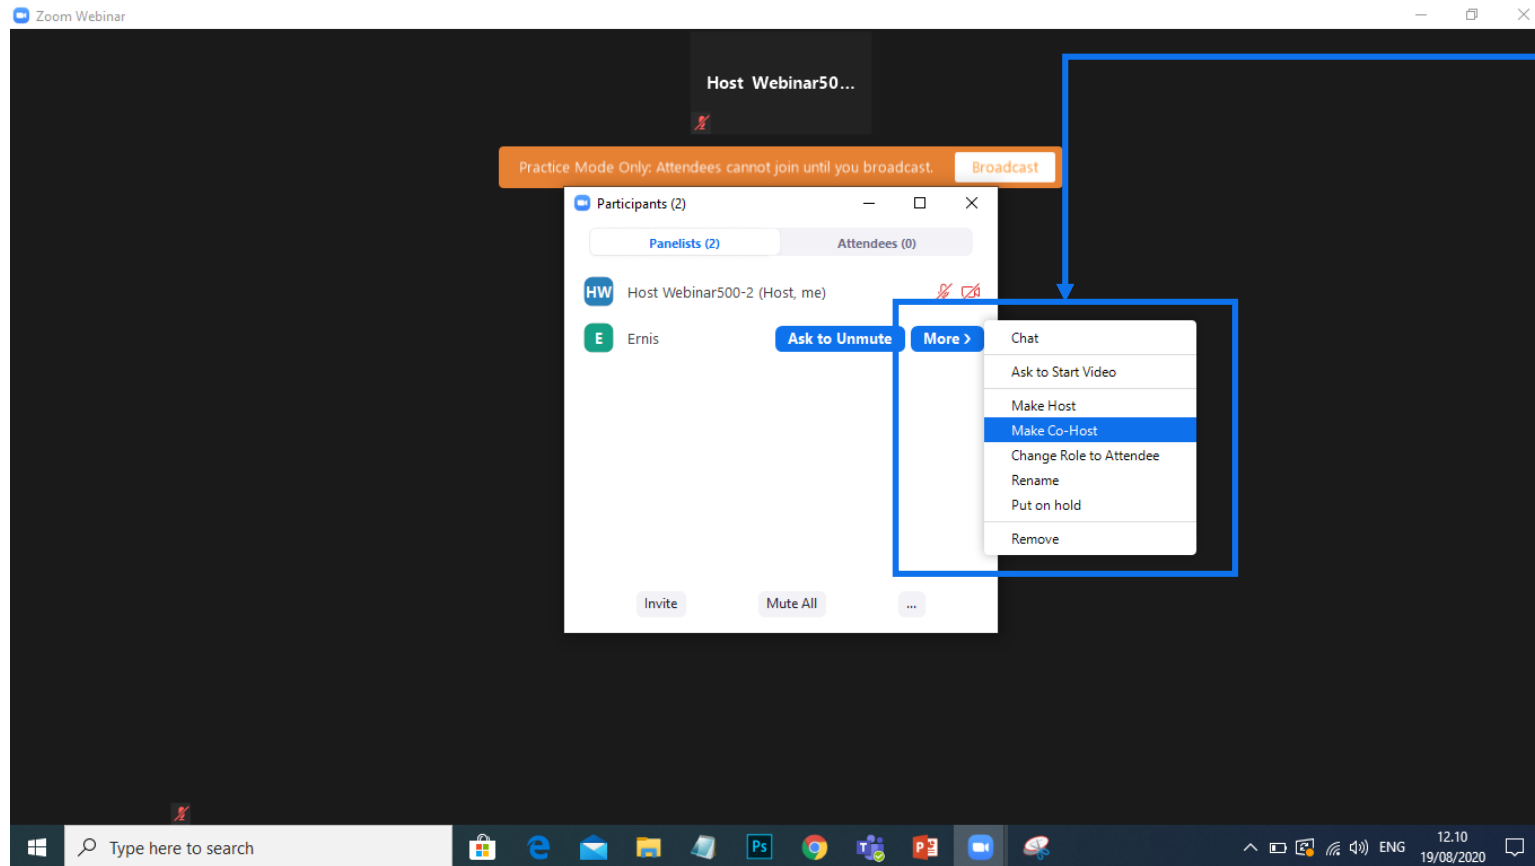 Zoom Webinar
Host Webinar50...
Practice Mode Only: Attendees cannot join until you broadcast. Broadcast
Participants (2)
Panelists (2) Attendees (0)
HW Host Webinar500-2 (Host, me)
E Ernis Ask to Unmute More >
Chat
Ask to Start Video
Make Host
Make Co-Host
Change Role to Attendee
Rename
Put on hold
Remove
Invite Mute All ...
Type here to search
Ps
ENG
12.10
19/08/2020